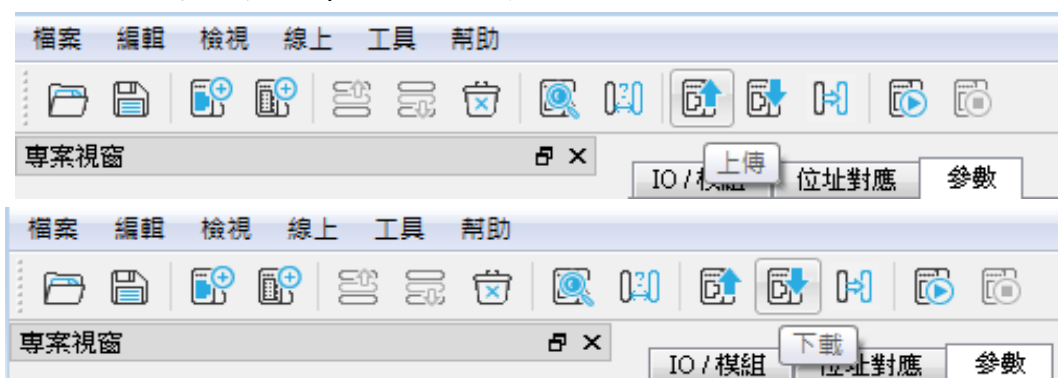 檔案 編輯 檢視 線上 工具 幫助
專案視窗
上傳
IO / 模組 位址對應 參數
檔案 編輯 檢視 線上 工具 幫助
專案視窗
下載
IO / 模組 位址對應 參數